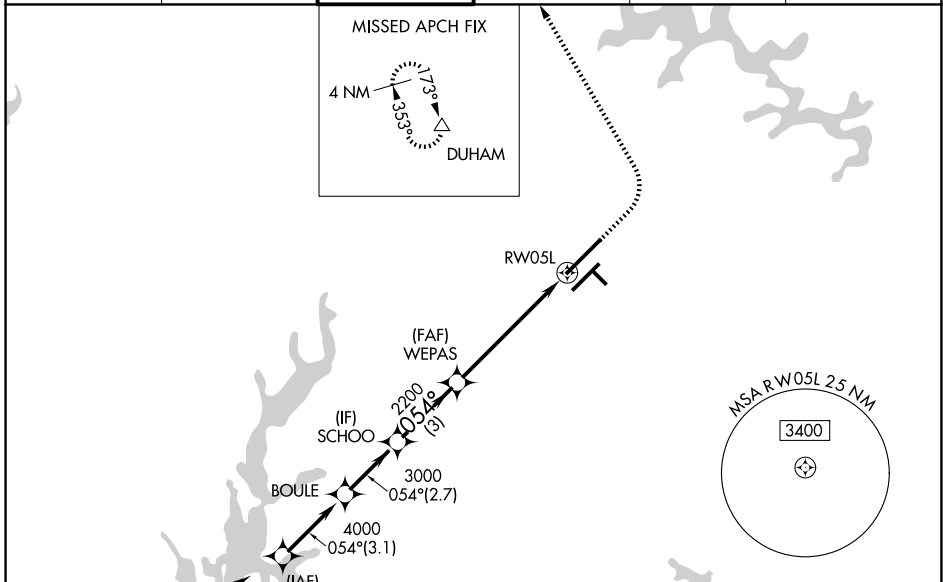 MISSED APCH FIX
4 NM
173°
353°
DUHAM
RW05L
(FAF)
WEPAS
2200
054°
(3)
(IF)
SCHOO
3000
054°(2.7)
BOULE
4000
054°(3.1)
(IAF)
MSA RW05L 25 NM
3400